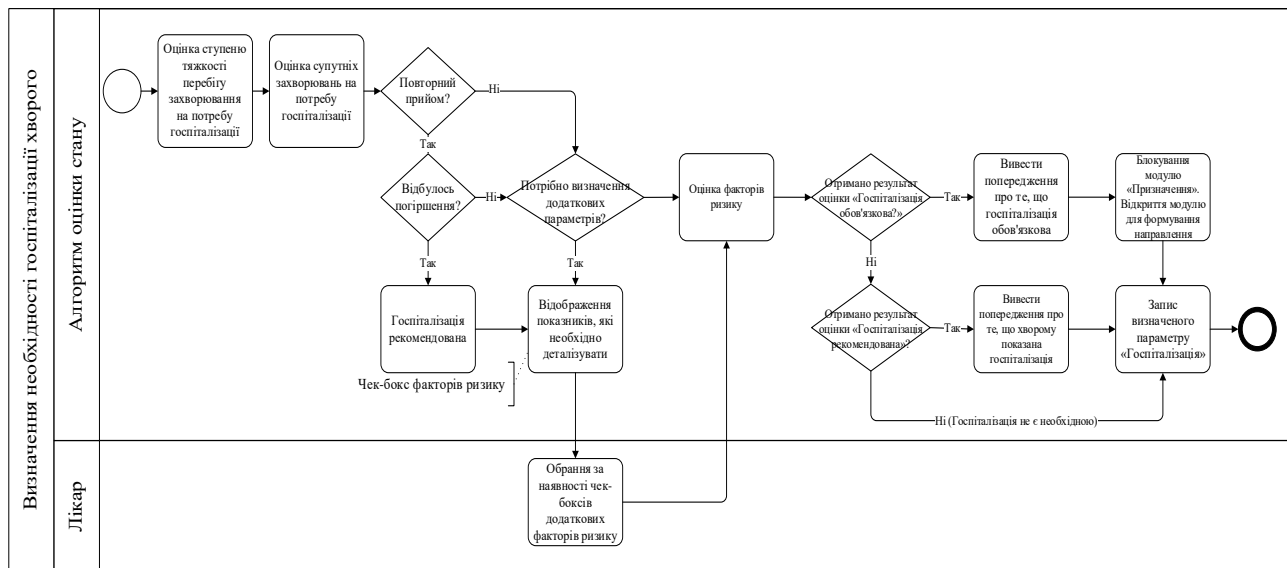 Визначення необхідності госпіталізації хворого
Алгоритм оцінки стану
Лікар
Оцінка ступеню
тяжкості
перебігу
захворювання
на потребу
госпіталізації
Оцінка супутніх
захворювань на
потребу
госпіталізації
Повторний
прийом?
Ні
Так
Відбулось
погіршення?
Ні
Так
Госпіталізація
рекомендована
Потрібно визначення
додаткових
параметрів?
Так
Відображення
показників, які
необхідно
деталізувати
Чек-бокс факторів ризику
Обрання за
наявності чек-
боксів
додаткових
факторів ризику
Оцінка факторів
ризику
Отримано результат
оцінки «Госпіталізація
обов'язкова?»
Так
Ні
Вивести
попередження
про те, що
госпіталізація
обов'язкова
Блокування
модулю
«Призначення».
Відкриття модулю
для формування
направлення
Отримано результат
оцінки «Госпіталізація
рекомендована»?
Так
Вивести
попередження про
те, що хворому
показана
госпіталізація
Запис
визначеного
параметру
«Госпіталізація»
Ні (Госпіталізація не є необхідною)